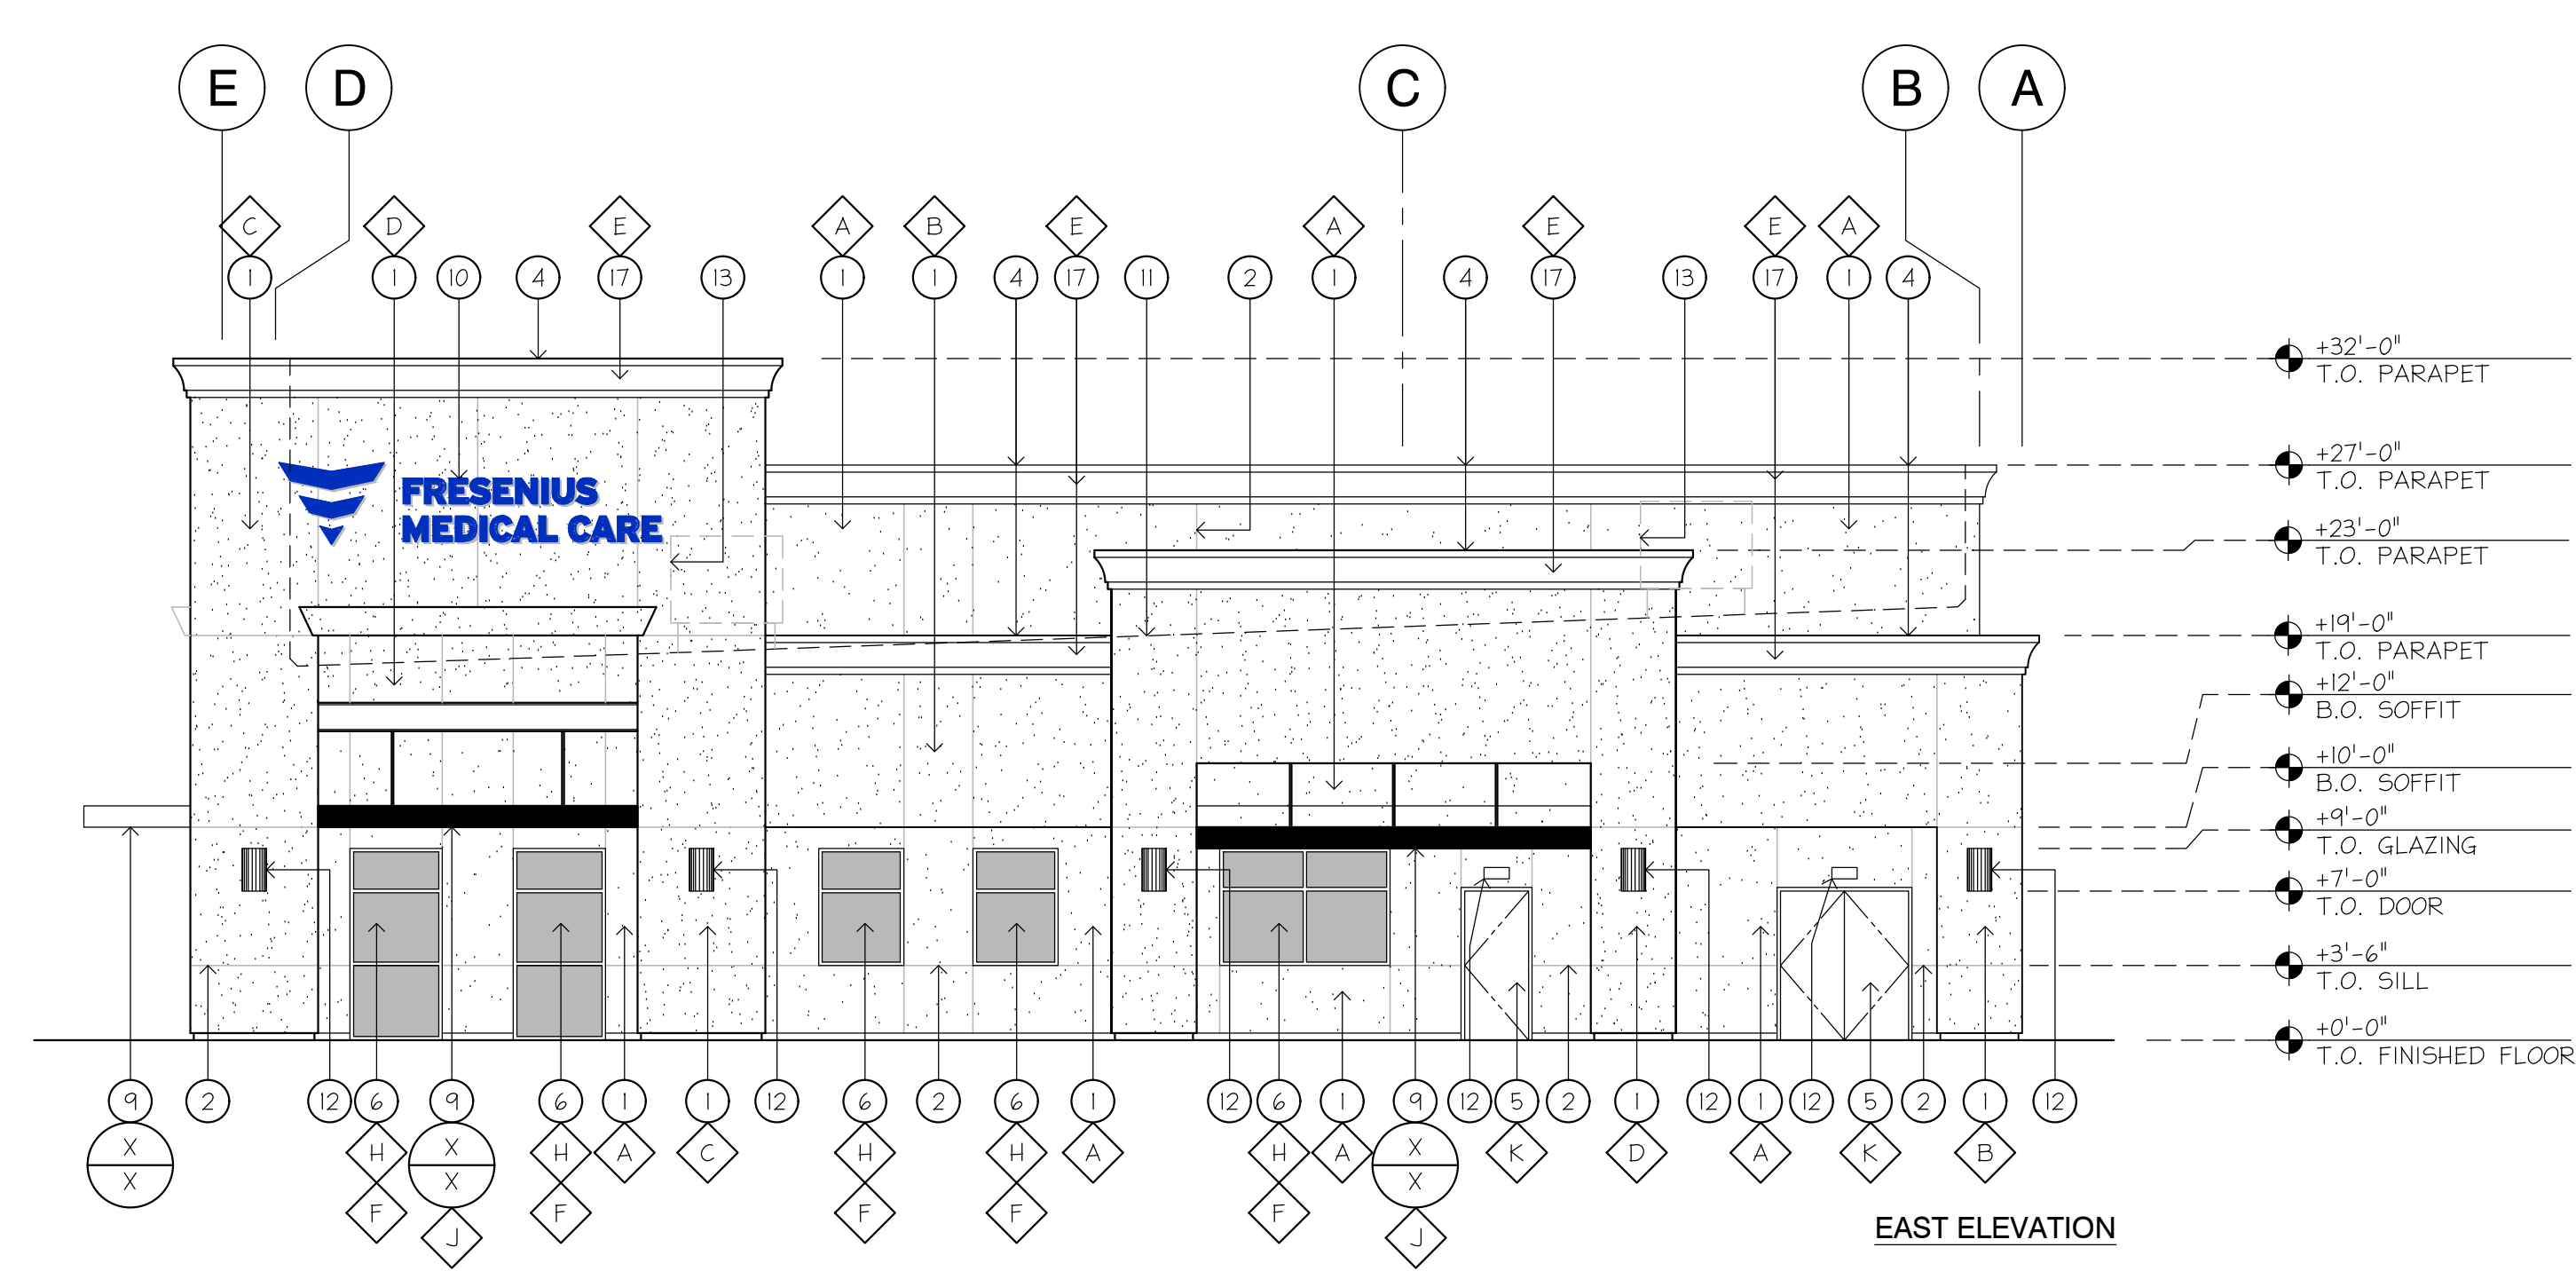 E D C B A
C D E A B E A E E A
1 1 10 4 17 13 1 1 4 17 11 2 1 4 17 13 17 1 4
+32'-0"
T.O. PARAPET
+27'-0"
T.O. PARAPET
FRESENIUS
MEDICAL CARE
+23'-0"
T.O. PARAPET
+19'-0"
T.O. PARAPET
+12'-0"
B.O. SOFFIT
+10'-0"
B.O. SOFFIT
+9'-0"
T.O. GLAZING
+7'-0"
T.O. DOOR
+3'-6"
T.O. SILL
+0'-0"
T.O. FINISHED FLOOR
9 2 12 6 9 6 1 1 12 6 2 6 1 12 6 1 9 12 5 2 1 12 1 12 5 2 1 12
X H X H A C H H A H A X K D A K B
X X X
F F F F F
J J
EAST ELEVATION